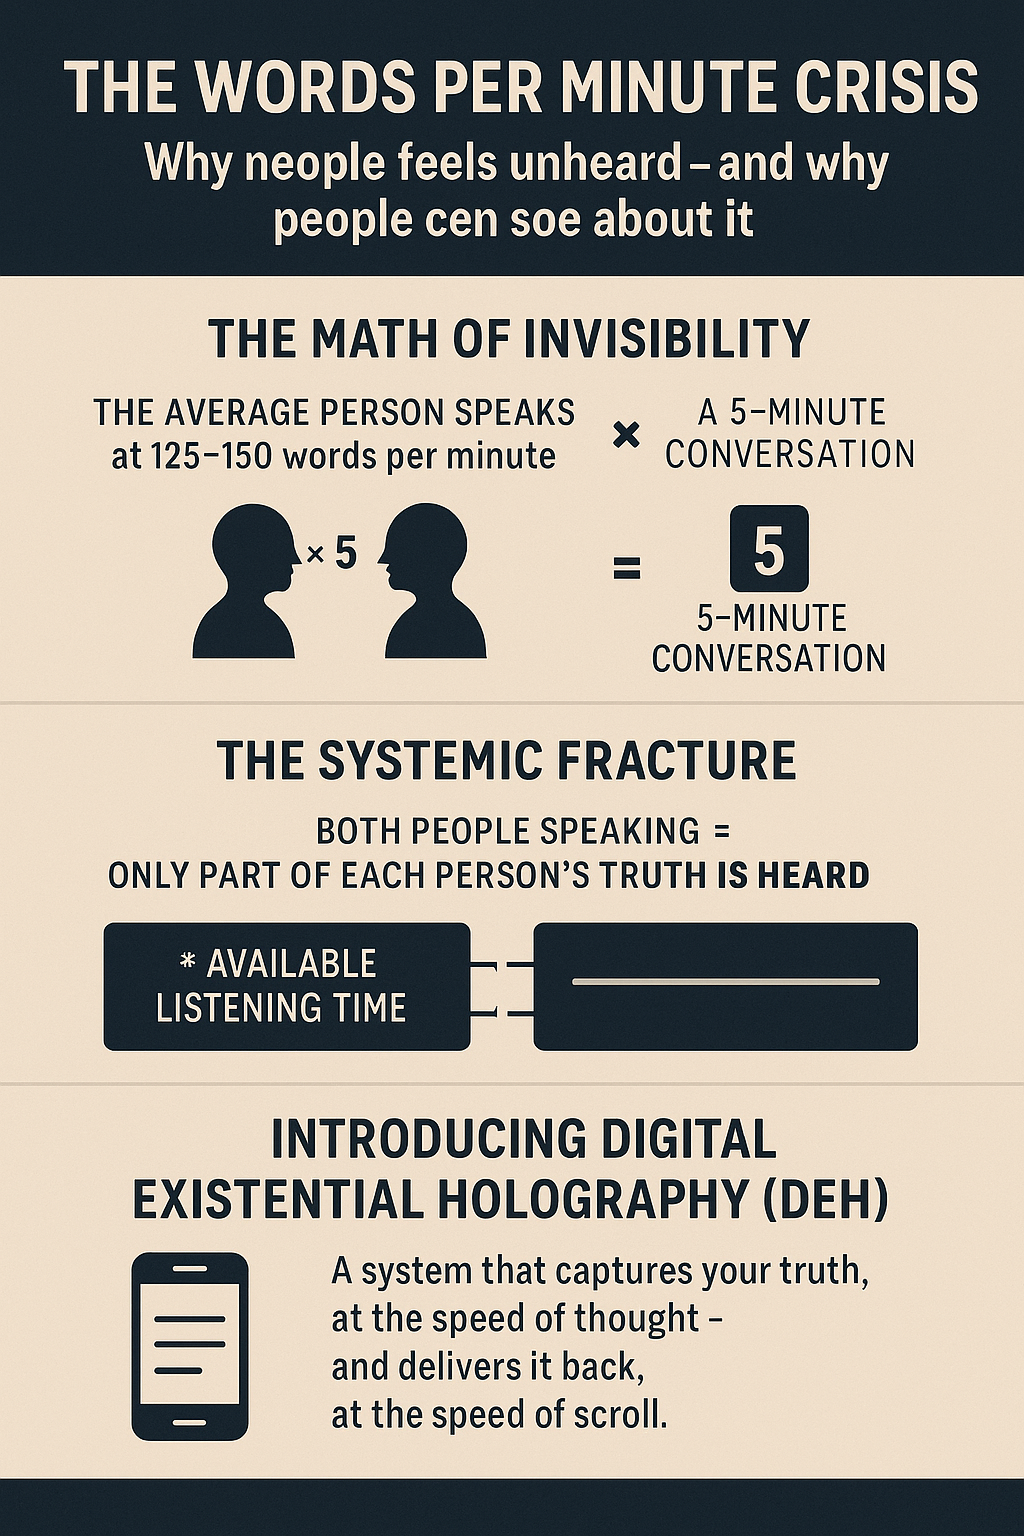 THE WORDS PER MINUTE CRISIS
Why neople feels unheard – and why
people cen soe about it
THE MATH OF INVISIBILITY
THE AVERAGE PERSON SPEAKS
at 125–150 words per minute
×
A 5–MINUTE
CONVERSATION
× 5
=
5
5–MINUTE
CONVERSATION
THE SYSTEMIC FRACTURE
BOTH PEOPLE SPEAKING =
ONLY PART OF EACH PERSON'S TRUTH IS HEARD
* AVAILABLE
LISTENING TIME
INTRODUCING DIGITAL
EXISTENTIAL HOLOGRAPHY (DEH)
A system that captures your truth,
at the speed of thought –
and delivers it back,
at the speed of scroll.